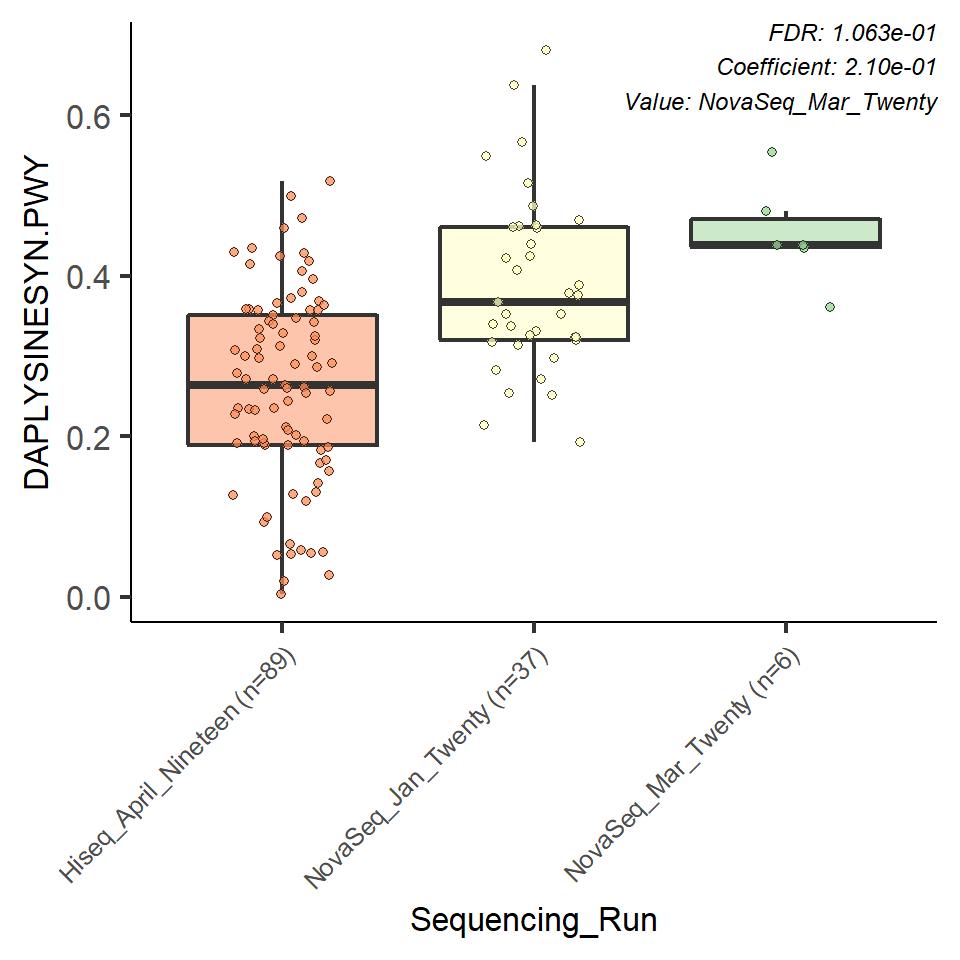 FDR: 1.063e-01
Coefficient: 2.10e-01
Value: NovaSeq_Mar_Twenty
DAPLYSINESYN.PWY
0.6
0.4
0.2
0.0
Hiseq_April_Nineteen (n=89)
NovaSeq_Jan_Twenty (n=37)
NovaSeq_Mar_Twenty (n=6)
Sequencing_Run